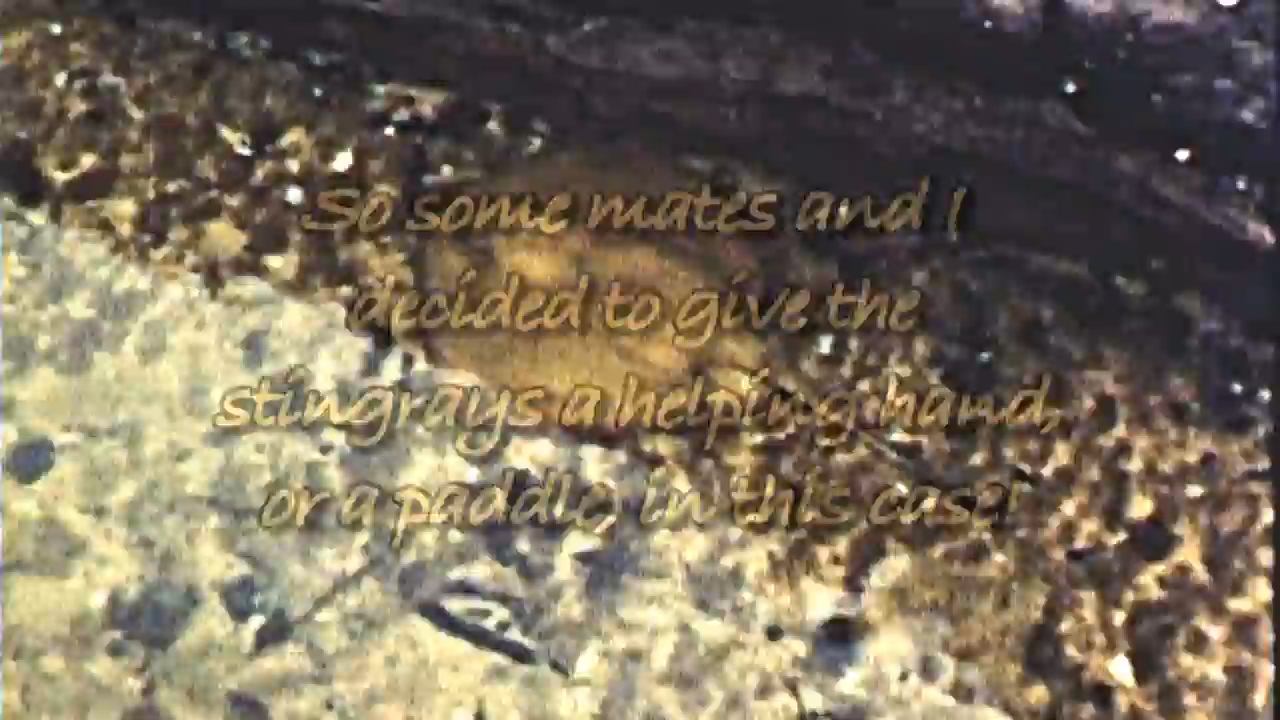 So some mates and I
decided to give the
stingrays a helping hand,
or a paddle, in this case!